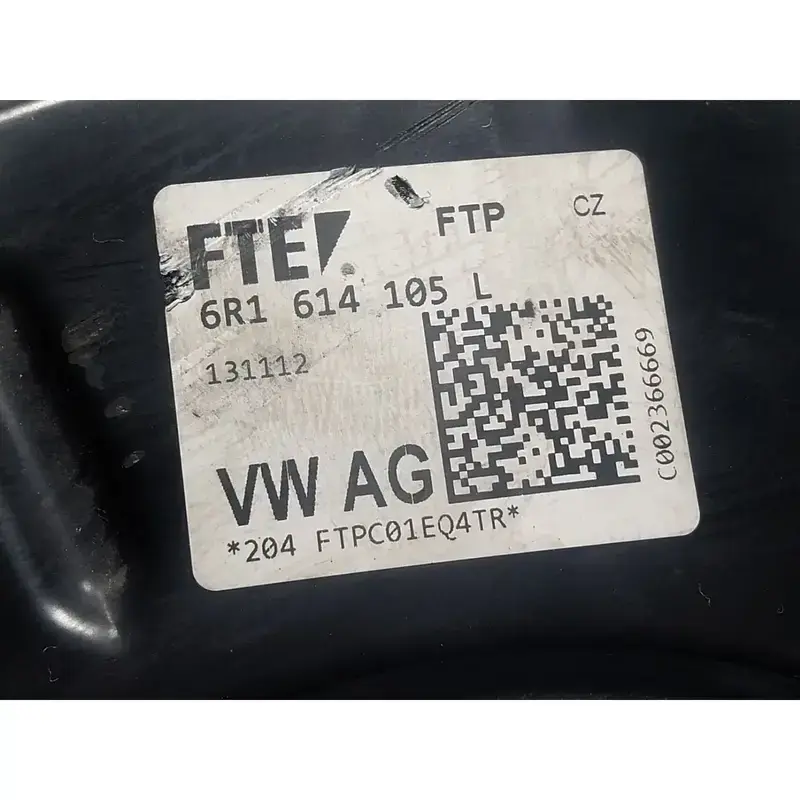 FTE FTP CZ
6R1 614 105 L
131112
C002366669
VW AG
*204 FTPC01EQ4TR*